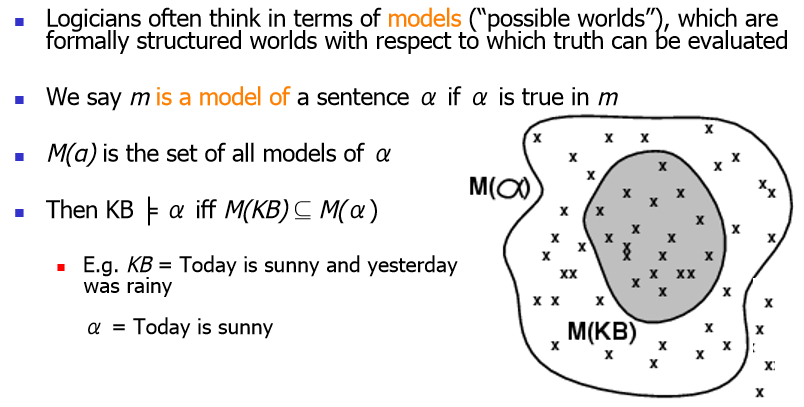 Logicians often think in terms of models ("possible worlds"), which are
formally structured worlds with respect to which truth can be evaluated
We say m is a model of a sentence α if α is true in m
M(a) is the set of all models of α
Then KB ⊧ α iff M(KB) ⊆ M(α)
E.g. KB = Today is sunny and yesterday
was rainy
α = Today is sunny
M(α)
M(KB)